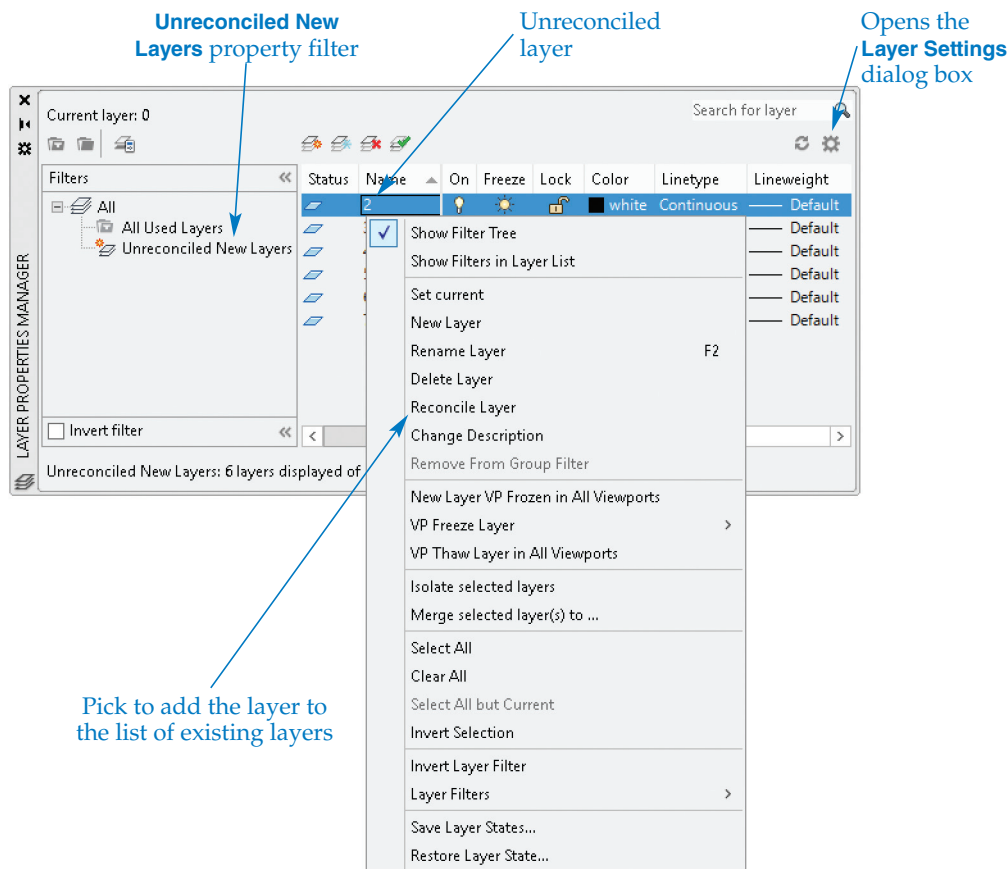 Unreconciled New
Layers property filter
Unreconciled
layer
Opens the
Layer Settings
dialog box
Current layer: 0
Search for layer
Filters
Status Name On Freeze Lock Color Linetype Lineweight
All
All Used Layers
Unreconciled New Layers
2 white Continuous Default
Default
Default
Default
Default
Default
Show Filter Tree
Show Filters in Layer List
Set current
New Layer
Rename Layer F2
Delete Layer
Reconcile Layer
Change Description
Remove From Group Filter
New Layer VP Frozen in All Viewports
VP Freeze Layer >
VP Thaw Layer in All Viewports
Isolate selected layers
Merge selected layer(s) to ...
Select All
Clear All
Select All but Current
Invert Selection
Invert Layer Filter
Layer Filters >
Save Layer States...
Restore Layer State...
Invert filter
Unreconciled New Layers: 6 layers displayed of
LAYER PROPERTIES MANAGER
Pick to add the layer to
the list of existing layers